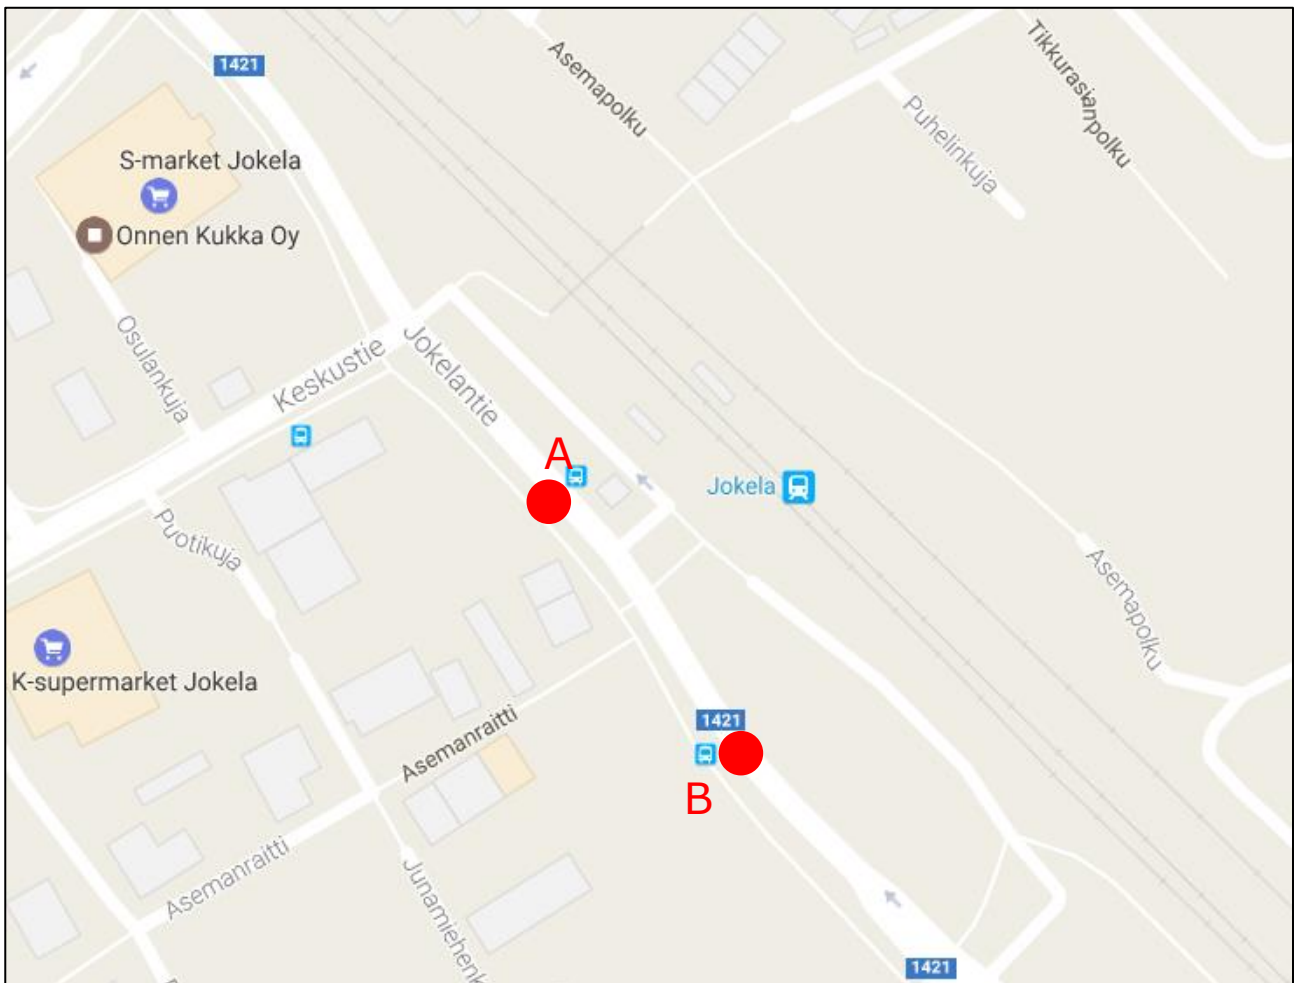 1421
Asemapolku
Tikkurasianpolku
Puhelinkuja
S-market Jokela
Onnen Kukka Oy
Osulankuja
Keskustie
Jokelantie
A
Jokela
Puotikuja
Asemapolku
K-supermarket Jokela
Asemanraitti
1421
B
Asemanraitti
Junamiehenk
1421